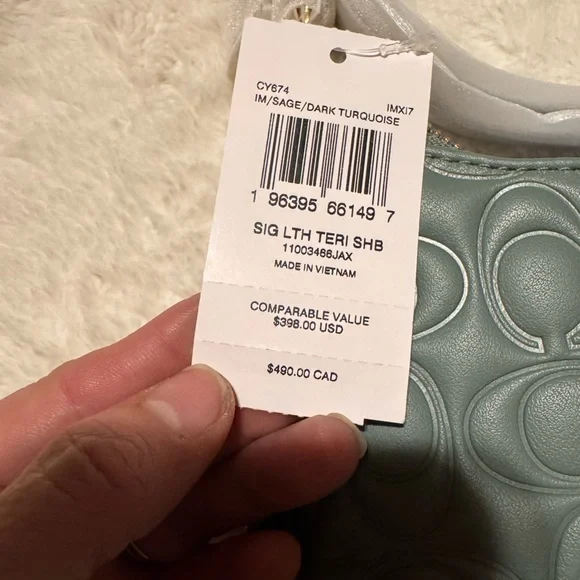 CY674 IMXI7
IM/SAGE/DARK TURQUOISE
1 96395 66149 7
SIG LTH TERI SHB
11003466JAX
MADE IN VIETNAM
COMPARABLE VALUE
$398.00 USD
$490.00 CAD